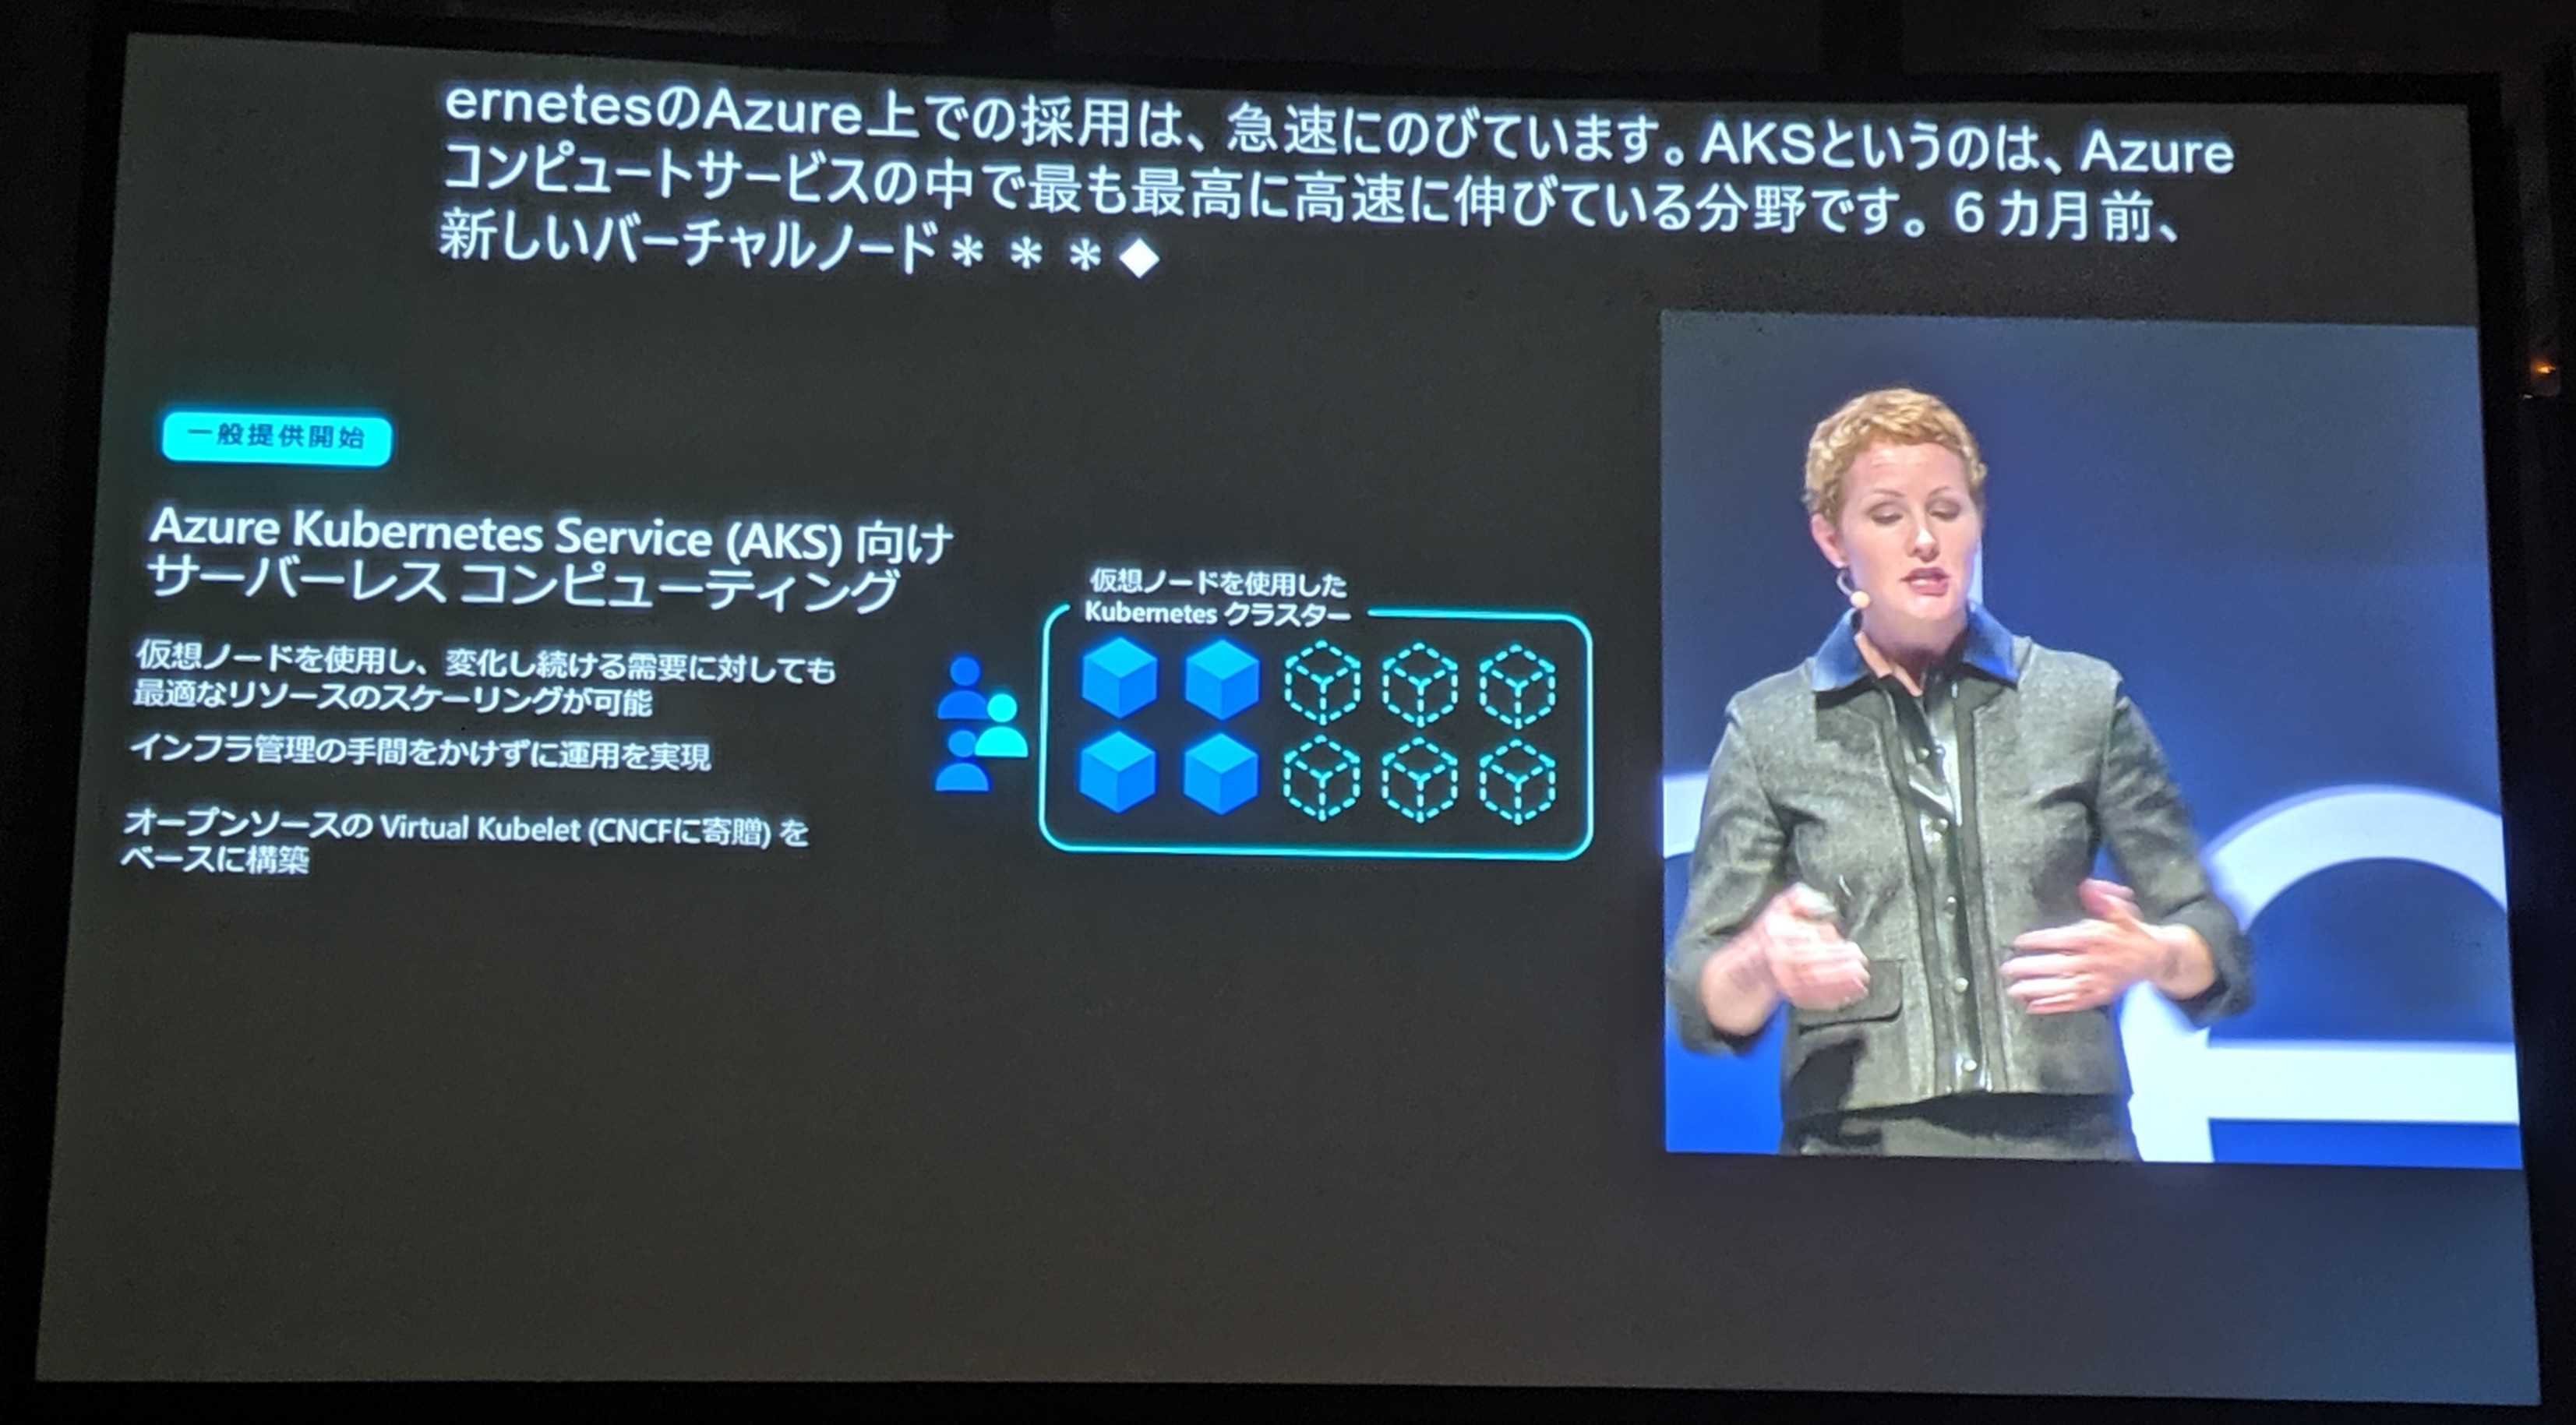 ernetesのAzure上での採用は、急速にのびています。AKSというのは、Azure
コンピュートサービスの中で最も最高に高速に伸びている分野です。６カ月前、
新しいバーチャルノード＊＊＊◆
一般提供開始
Azure Kubernetes Service (AKS) 向け
サーバーレス コンピューティング
仮想ノードを使用し、変化し続ける需要に対しても
最適なリソースのスケーリングが可能
インフラ管理の手間をかけずに運用を実現
オープンソースの Virtual Kubelet (CNCFに寄贈) を
ベースに構築
仮想ノードを使用した
Kubernetes クラスター